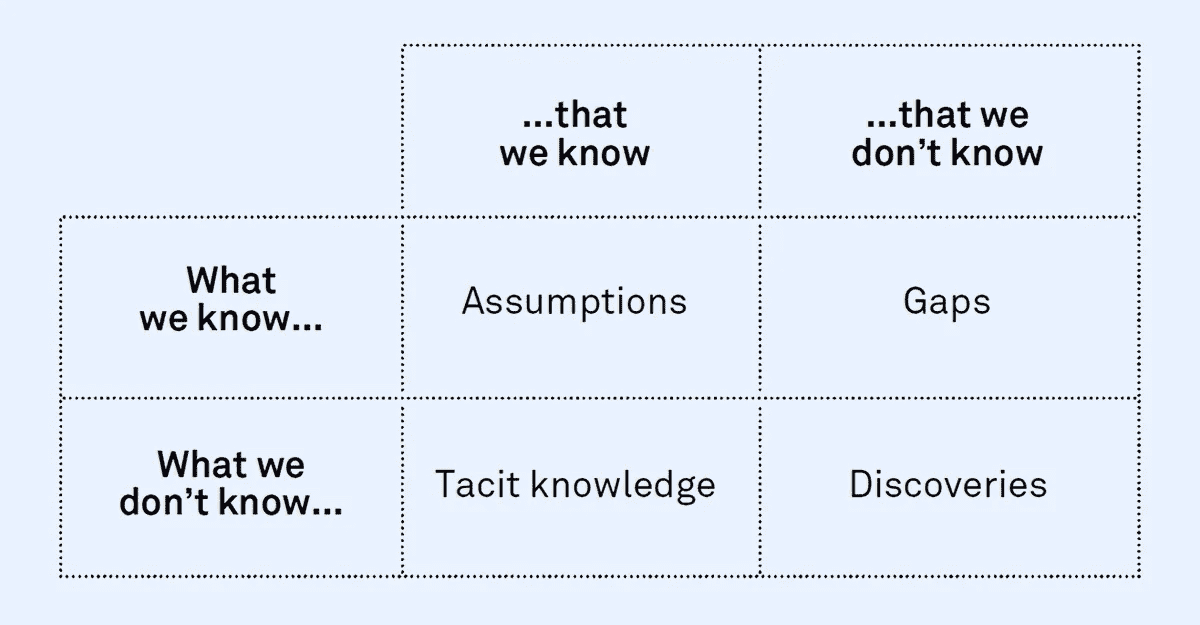 ...that
we know
...that we
don’t know
What
we know...
Assumptions
Gaps
What we
don’t know...
Tacit knowledge
Discoveries